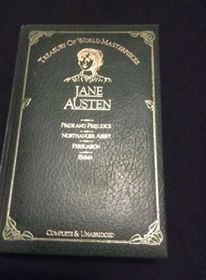 TREASURY OF WORLD MASTERPIECES
JANE
AUSTEN
PRIDE AND PREJUDICE
NORTHANGER ABBEY
PERSUASION
EMMA
COMPLETE & UNABRIDGED